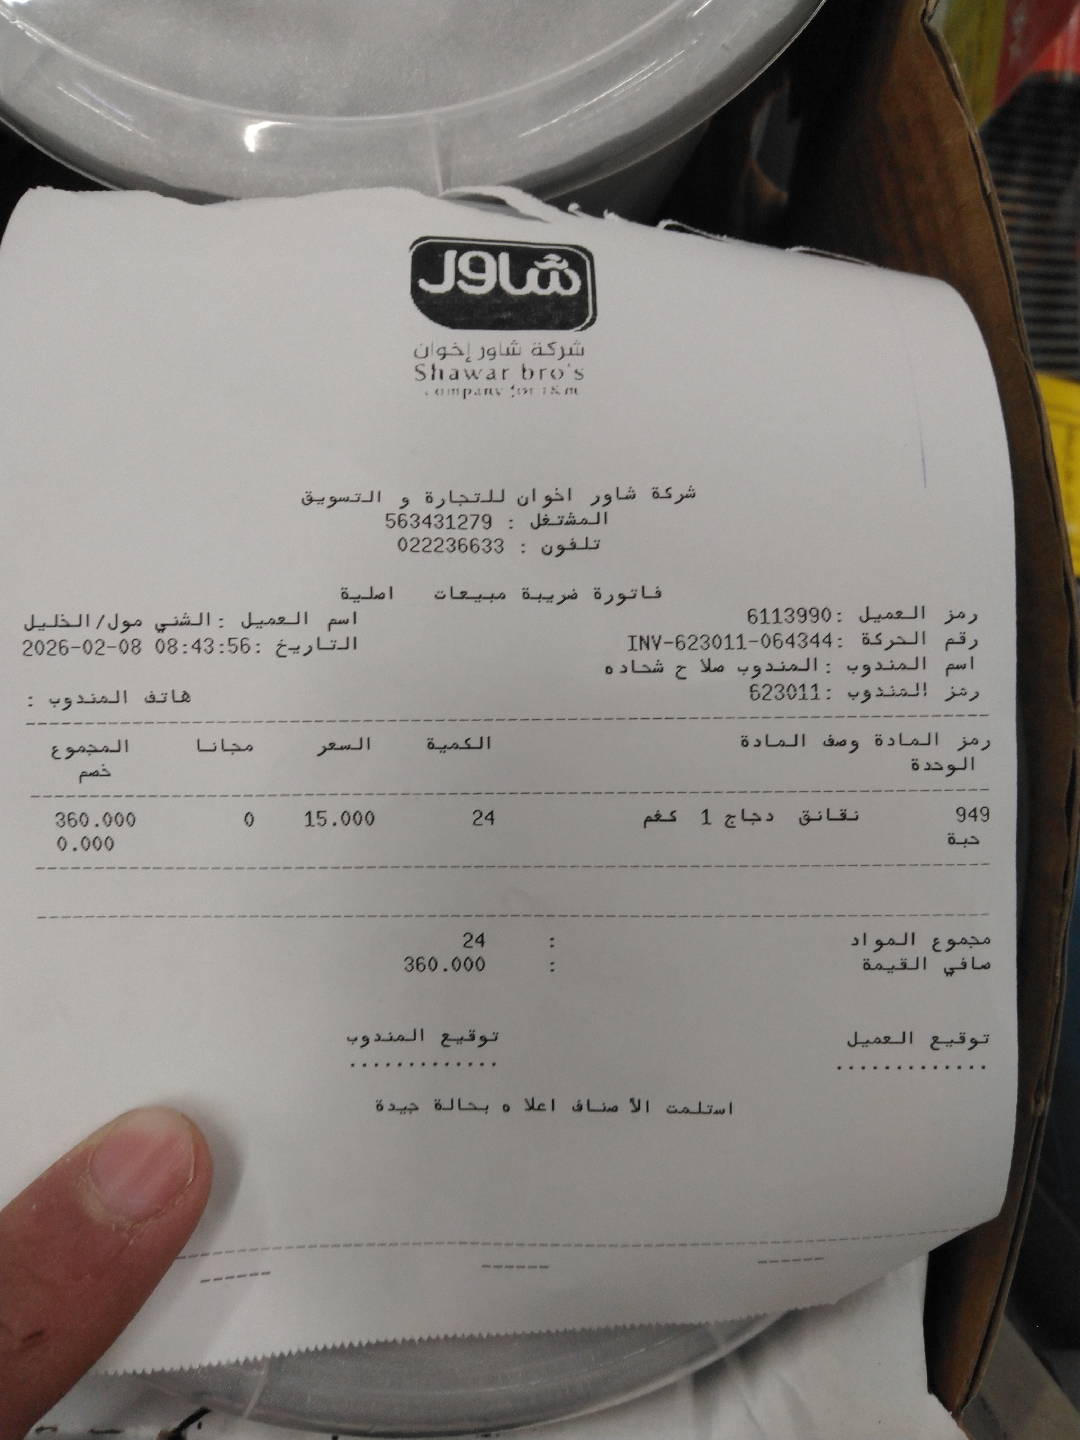 شاور
شركة شاور إخوان
Shawar bro's
company for
شركة شاور اخوان للتجارة و التسويق
المشتغل : 563431279
تلفون : 022236633
فاتورة ضريبة مبيعات اصلية
رمز العميل :6113990 اسم العميل :الشني مول/الخليل
رقم الحركة :INV-623011-064344 التاريخ :2026-02-08 08:43:56
اسم المندوب :المندوب صلاح شحاده
رمز المندوب :623011 هاتف المندوب :
رمز المادة وصف المادة الكمية السعر مجانا المجموع
الوحدة خصم
949 نقانق دجاج 1 كغم 24 15.000 0 360.000
حبة 0.000
مجموع المواد : 24
صافي القيمة : 360.000
توقيع العميل توقيع المندوب
............. .............
استلمت الأصناف اعلاه بحالة جيدة